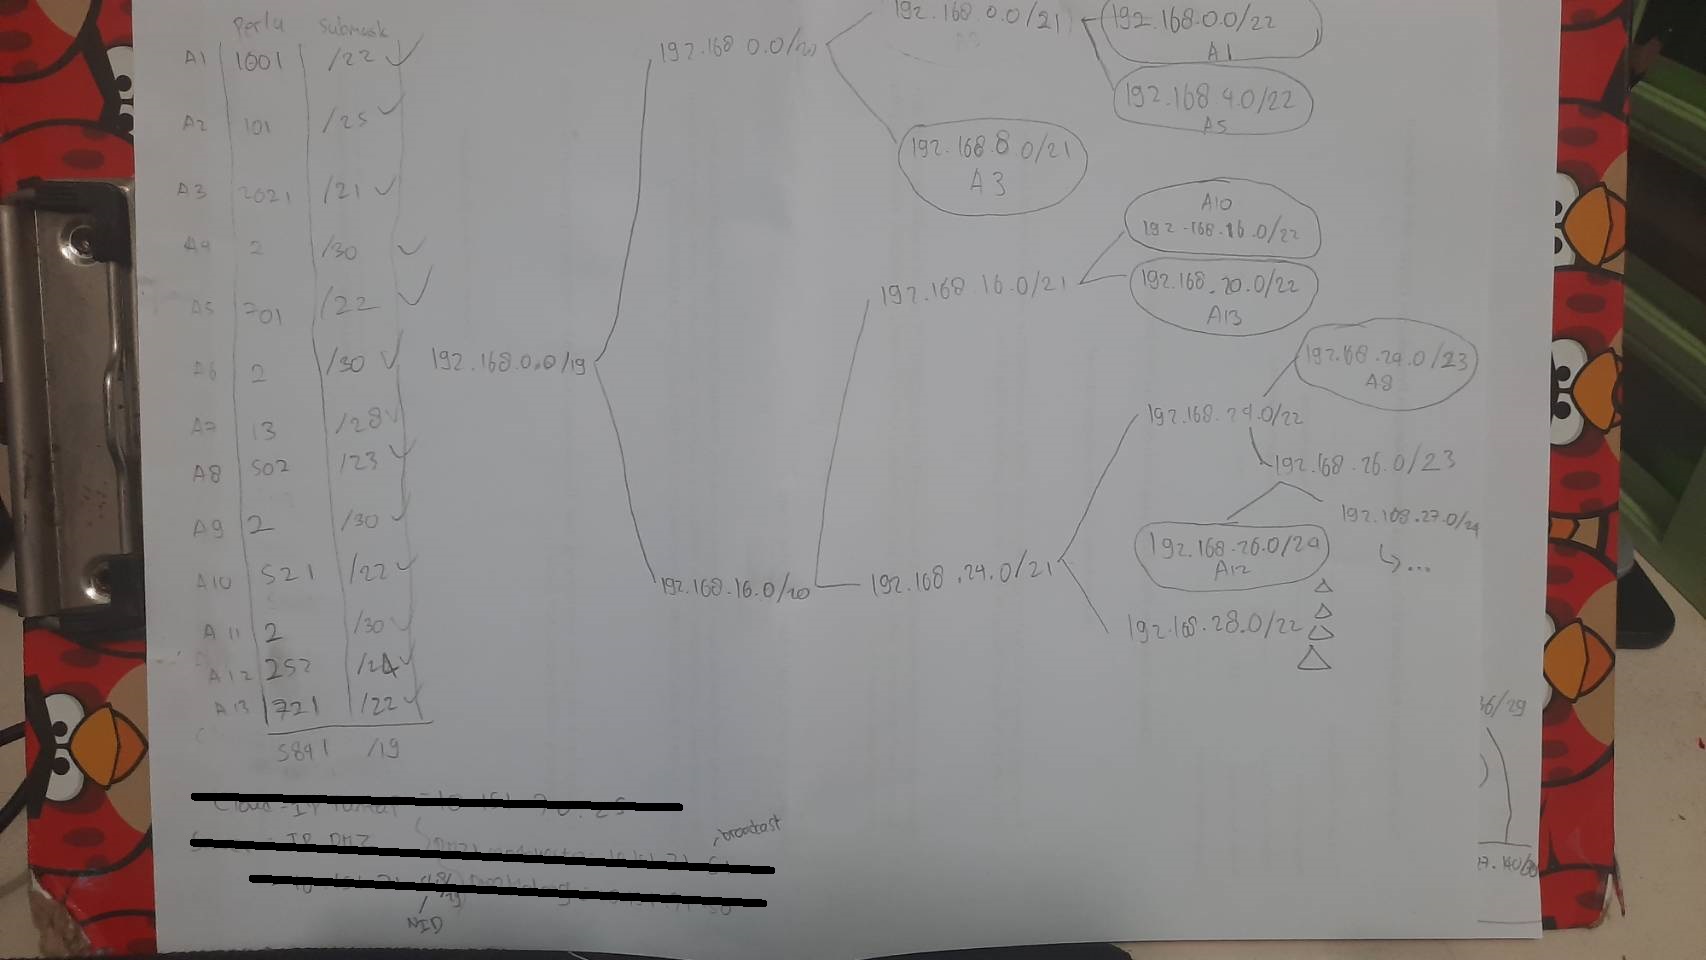 Perlu submask
A1 1001 /22 ✓
A2 101 /25 ✓
A3 2021 /21 ✓
A4 2 /30 ✓
A5 701 /22 ✓
A6 2 /30 ✓
A7 13 /28 ✓
A8 502 /23 ✓
A9 2 /30 ✓
A10 521 /22 ✓
A11 2 /30 ✓
A12 252 /24 ✓
A13 721 /22 ✓
5841 /19
192.168.0.0/19
192.168 0.0/20
192.168.16.0/20
192.168 0.0/21
192.168.8.0/21
A3
192.168.16.0/21
192.168.24.0/21
192.168.0.0/22
A1
192.168.4.0/22
A5
A10
192.168.16.0/22
192.168.20.0/22
A13
192.168.24.0/22
192.168.28.0/22
192.168.24.0/23
A8
192.168.26.0/23
192.168.26.0/24
A12
192.168.27.0/24
↳...
36/29
7.140/30
broadcast
NID